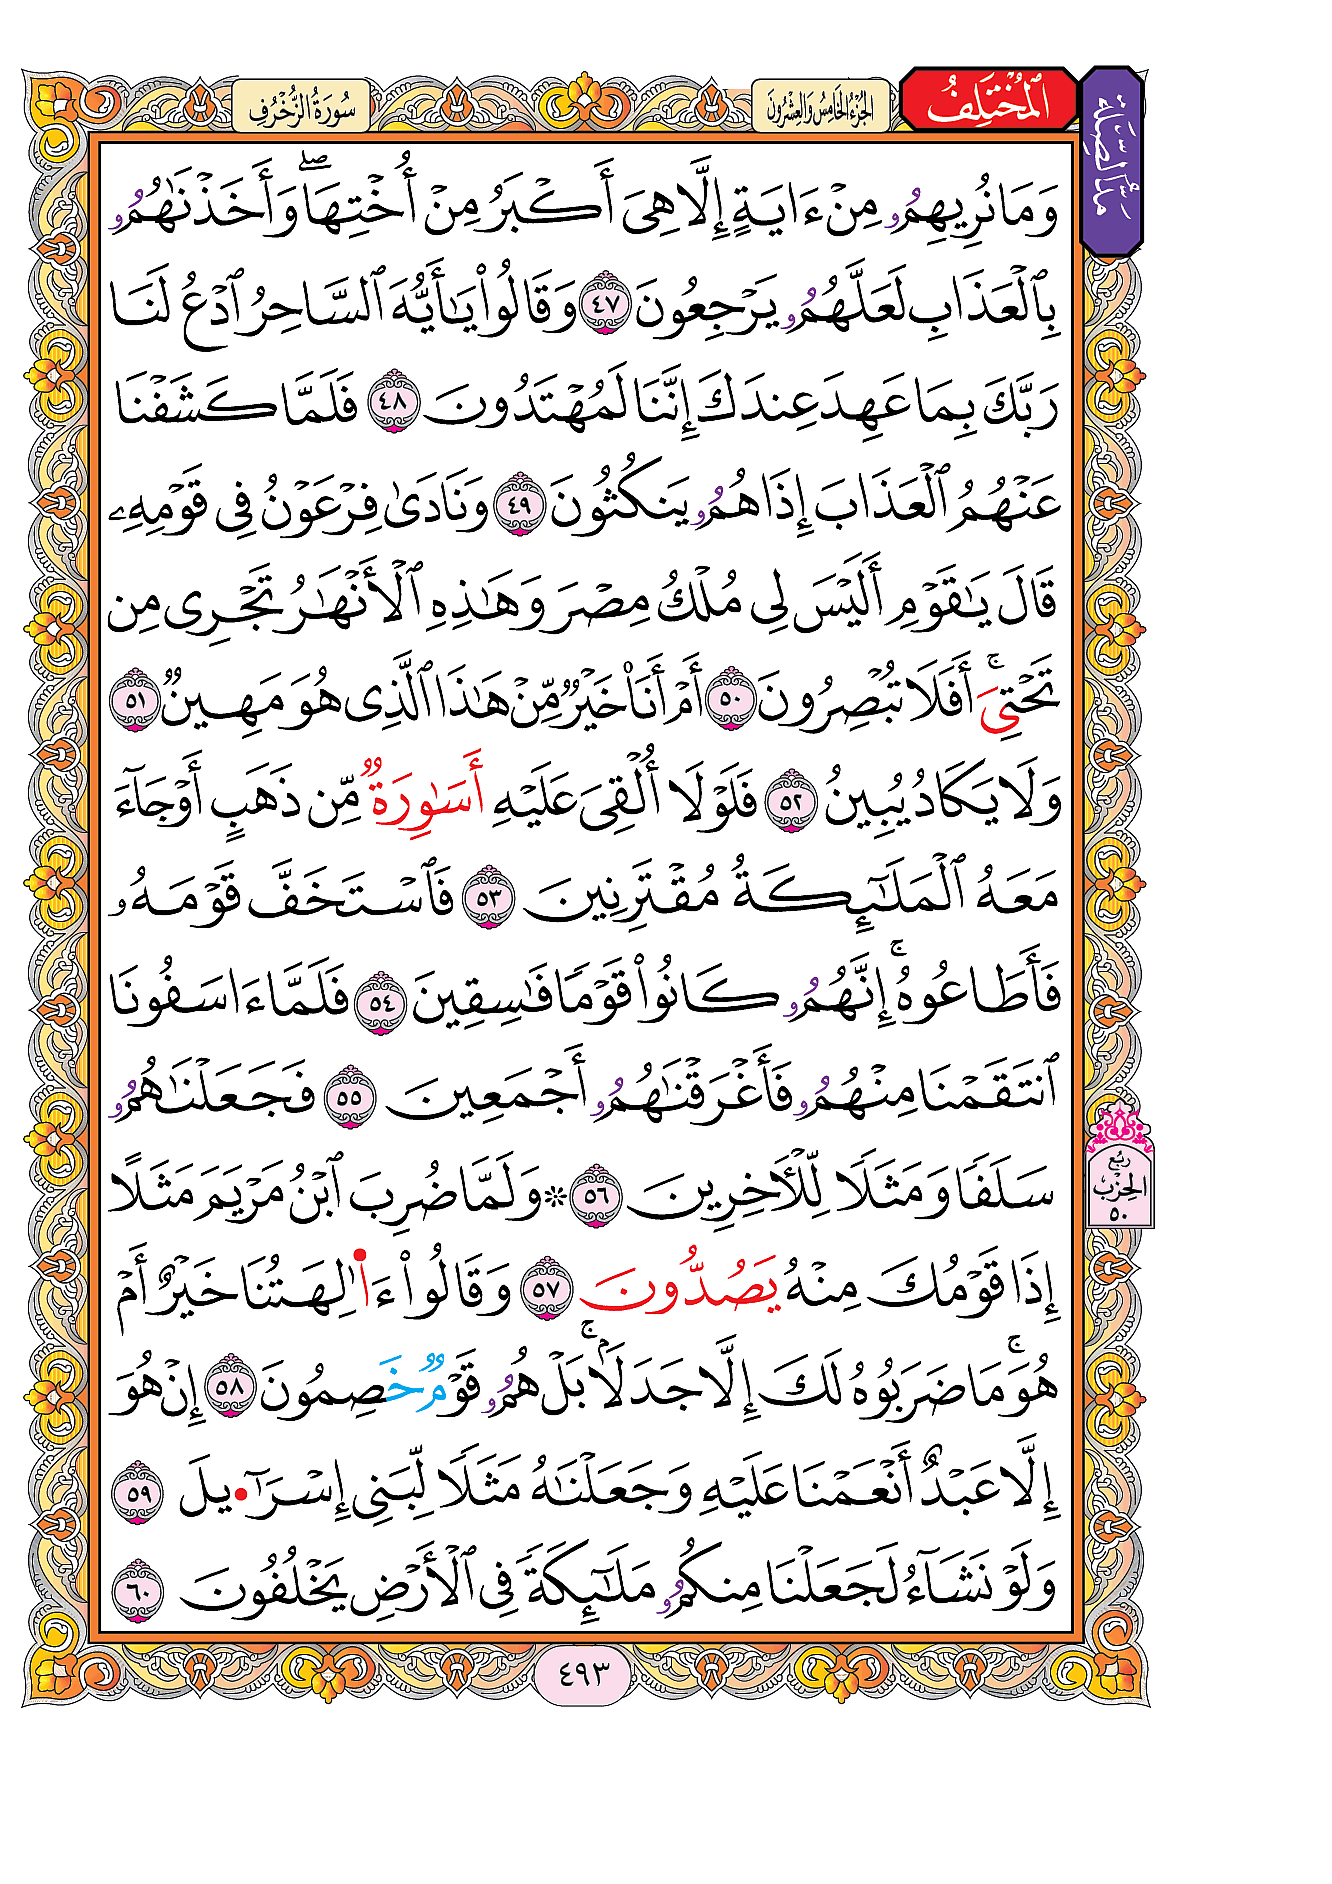 ٱلْمُخْتَلِفُ
مَدُّ ٱلصِّلَةِ
الجُزْءُ الخَامِسُ وَالعِشْرُونَ
سُورَةُ الزُّخْرُفِ
وَمَا نُرِيهِمُۥ مِنْ ءَايَةٍ إِلَّا هِىَ أَكْبَرُ مِنْ أُخْتِهَا ۖ وَأَخَذْنَٰهُمُۥ
بِٱلْعَذَابِ لَعَلَّهُمُۥ يَرْجِعُونَ ٤٧ وَقَالُوا۟ يَٰٓأَيُّهَ ٱلسَّاحِرُ ٱدْعُ لَنَا
رَبَّكَ بِمَا عَهِدَ عِندَكَ إِنَّنَا لَمُهْتَدُونَ ٤٨ فَلَمَّا كَشَفْنَا
عَنْهُمُ ٱلْعَذَابَ إِذَا هُمُۥ يَنكُثُونَ ٤٩ وَنَادَىٰ فِرْعَوْنُ فِى قَوْمِهِۦ
قَالَ يَٰقَوْمِ أَلَيْسَ لِى مُلْكُ مِصْرَ وَهَٰذِهِ ٱلْأَنْهَٰرُ تَجْرِى مِن
تَحْتِىَ ۚ أَفَلَا تُبْصِرُونَ ٥٠ أَمْ أَنَا۠ خَيْرٌ مِّنْ هَٰذَا ٱلَّذِى هُوَ مَهِينٌ ٥١
وَلَا يَكَادُ يُبِينُ ٥٢ فَلَوْلَا أُلْقِىَ عَلَيْهِ أَسَٰوِرَةٌ مِّن ذَهَبٍ أَوْ جَآءَ
مَعَهُ ٱلْمَلَٰٓئِكَةُ مُقْتَرِنِينَ ٥٣ فَٱسْتَخَفَّ قَوْمَهُۥ
فَأَطَاعُوهُ ۚ إِنَّهُمُۥ كَانُوا۟ قَوْمًا فَٰسِقِينَ ٥٤ فَلَمَّا ءَاسَفُونَا
ٱنتَقَمْنَا مِنْهُمُۥ فَأَغْرَقْنَٰهُمُۥ أَجْمَعِينَ ٥٥ فَجَعَلْنَٰهُمُۥ
سَلَفًا وَمَثَلًا لِّلْأَخِرِينَ ٥٦ ۞ وَلَمَّا ضُرِبَ ٱبْنُ مَرْيَمَ مَثَلًا
إِذَا قَوْمُكَ مِنْهُ يَصُدُّونَ ٥٧ وَقَالُوا۟ ءَاٰ۬لِهَتُنَا خَيْرٌ أَمْ
هُوَ ۚ مَا ضَرَبُوهُ لَكَ إِلَّا جَدَلَۢا ۚ بَلْ هُمُۥ قَوْمٌ خَصِمُونَ ٥٨ إِنْ هُوَ
إِلَّا عَبْدٌ أَنْعَمْنَا عَلَيْهِ وَجَعَلْنَٰهُ مَثَلًا لِّبَنِى إِسْرَآ•ِيلَ ٥٩
وَلَوْ نَشَآءُ لَجَعَلْنَا مِنكُمُۥ مَلَٰٓئِكَةً فِى ٱلْأَرْضِ يَخْلُفُونَ ٦٠
ربع
الحزب
٥٠
٤٩٣